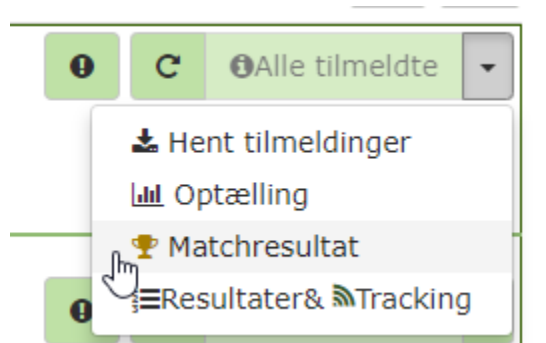 Alle tilmeldte
Hent tilmeldinger
Optælling
Matchresultat
Resultater& Tracking